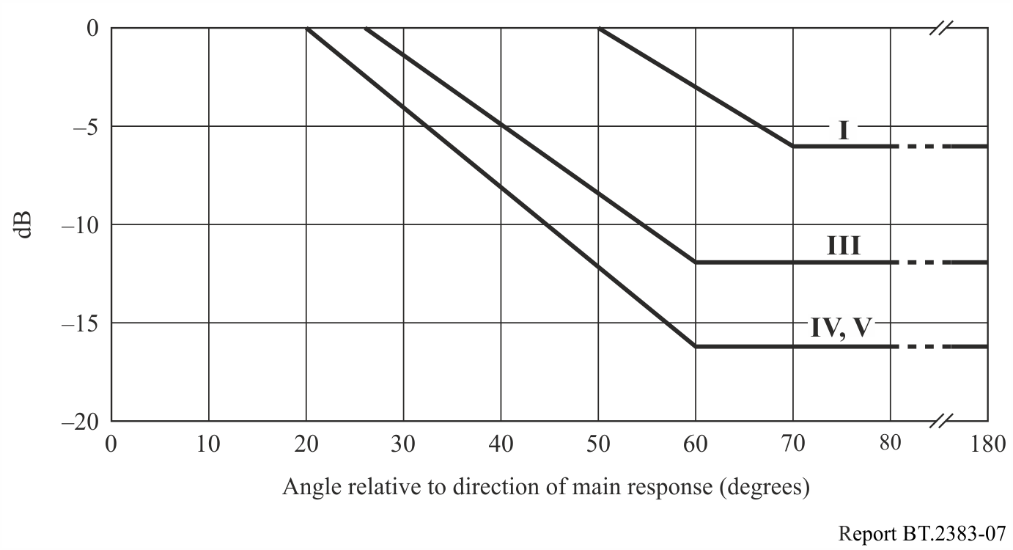 0
–5
–10
–15
–20
dB
I
III
IV, V
0 10 20 30 40 50 60 70 80 180
Angle relative to direction of main response (degrees)
Report BT.2383-07